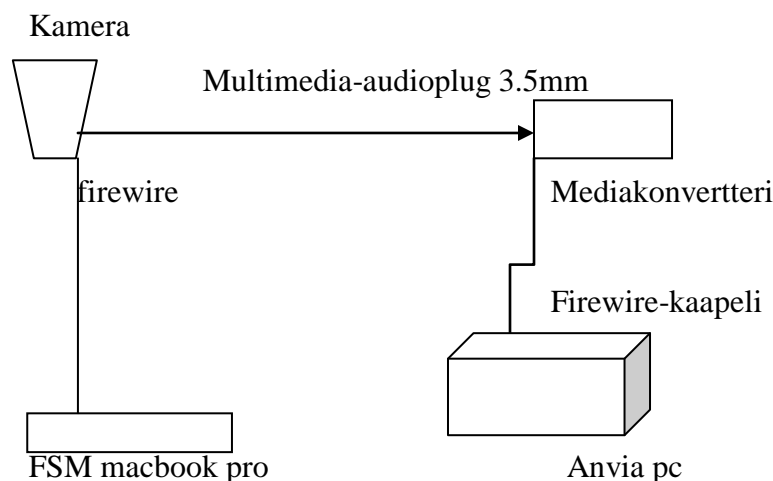 Kamera
Multimedia-audioplug 3.5mm
firewire
Mediakonvertteri
Firewire-kaapeli
FSM macbook pro
Anvia pc